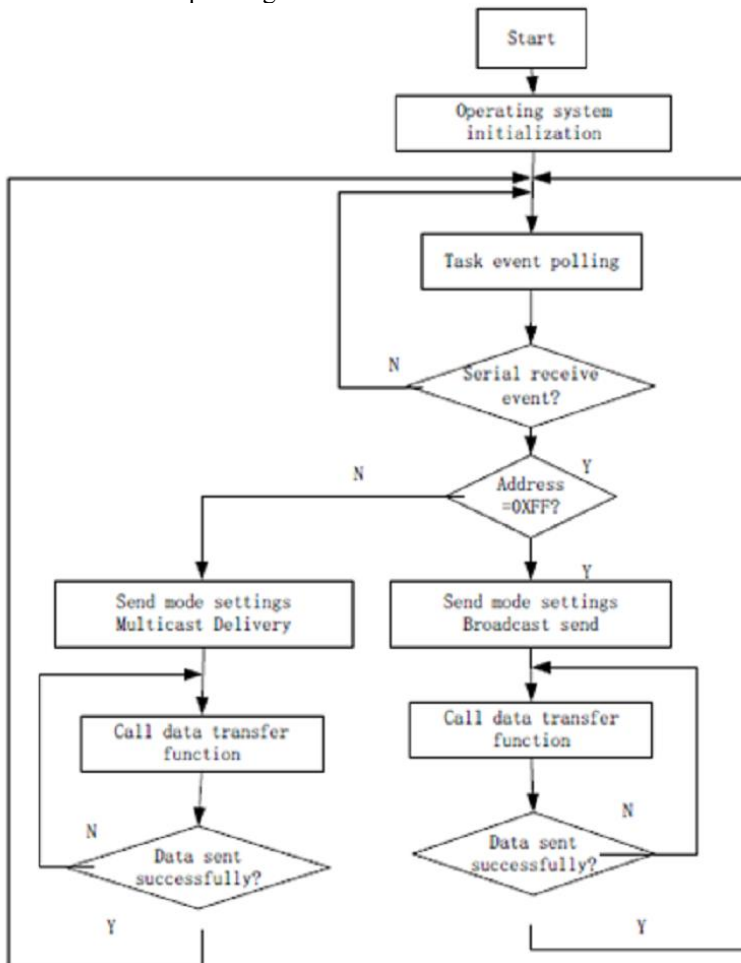 Start
Operating system
initialization
Task event polling
N
Serial receive
event?
N
Y
Address
=0XFF?
Y
Send mode settings
Multicast Delivery
Send mode settings
Broadcast send
Call data transfer
function
Call data transfer
function
N
N
Data sent
successfully?
Data sent
successfully?
Y
Y